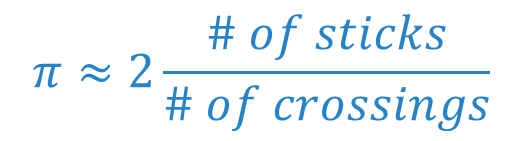 π ≈ 2 # of sticks / # of crossings